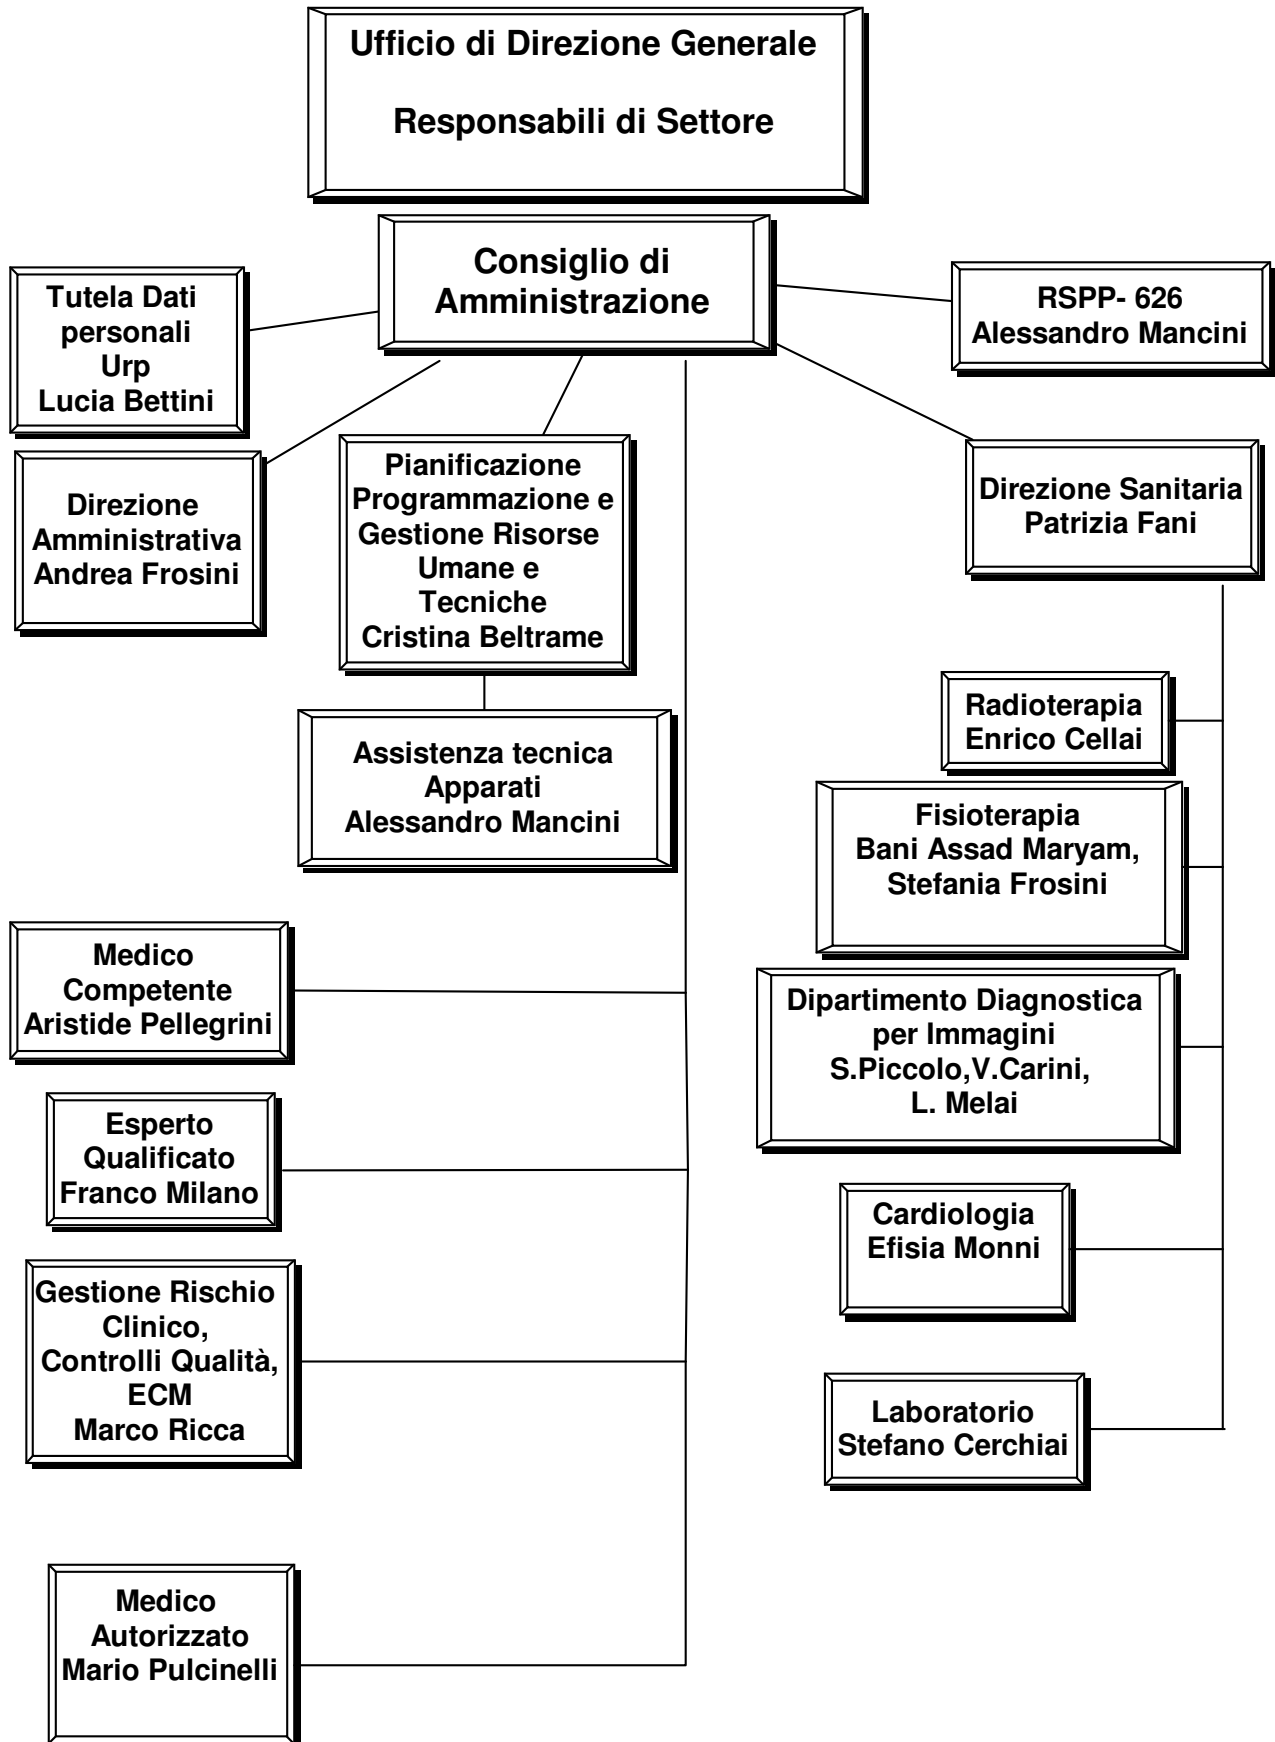 Ufficio di Direzione Generale
Responsabili di Settore
Consiglio di
Amministrazione
Tutela Dati
personali
Urp
Lucia Bettini
RSPP- 626
Alessandro Mancini
Direzione
Amministrativa
Andrea Frosini
Pianificazione
Programmazione e
Gestione Risorse
Umane e
Tecniche
Cristina Beltrame
Direzione Sanitaria
Patrizia Fani
Assistenza tecnica
Apparati
Alessandro Mancini
Radioterapia
Enrico Cellai
Fisioterapia
Bani Assad Maryam,
Stefania Frosini
Medico
Competente
Aristide Pellegrini
Dipartimento Diagnostica
per Immagini
S.Piccolo,V.Carini,
L. Melai
Esperto
Qualificato
Franco Milano
Cardiologia
Efisia Monni
Gestione Rischio
Clinico,
Controlli Qualità,
ECM
Marco Ricca
Laboratorio
Stefano Cerchiai
Medico
Autorizzato
Mario Pulcinelli